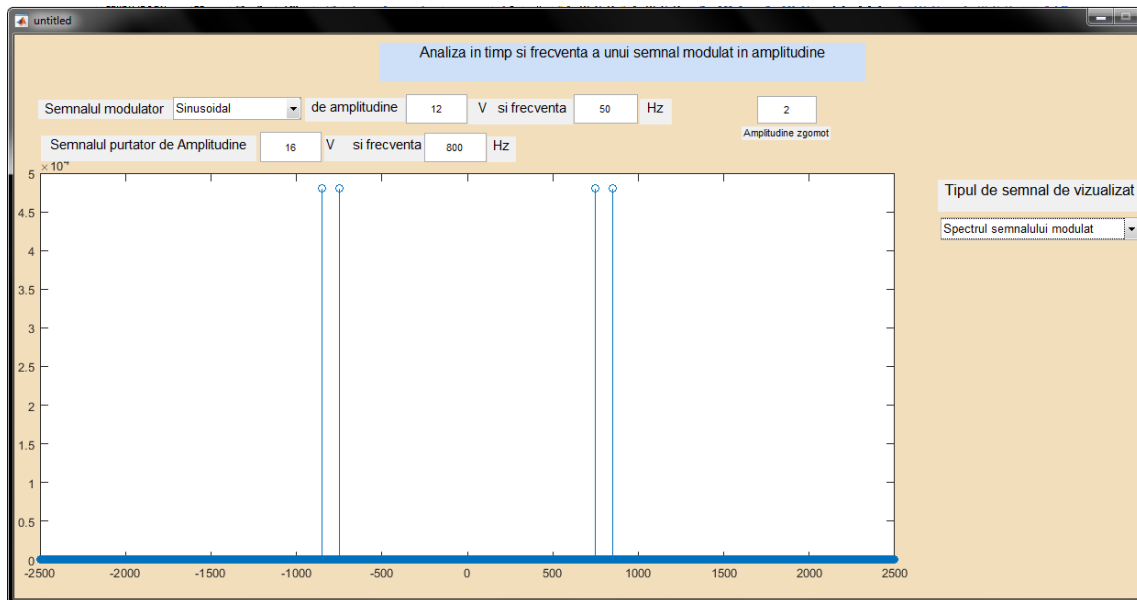 untitled
Analiza in timp si frecventa a unui semnal modulat in amplitudine
Semnalul modulator Sinusoidal de amplitudine 12 V si frecventa 50 Hz 2
Amplitudine zgomot
Semnalul purtator de Amplitudine 16 V si frecventa 800 Hz
× 10⁴
5
4.5
4
3.5
3
2.5
2
1.5
1
0.5
0
-2500 -2000 -1500 -1000 -500 0 500 1000 1500 2000 2500
Tipul de semnal de vizualizat
Spectrul semnalului modulat